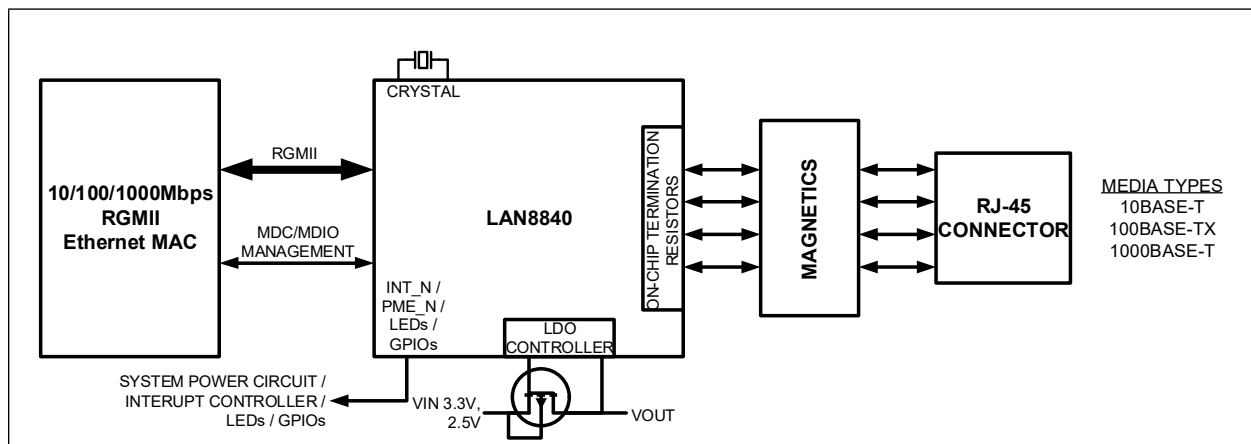 CRYSTAL
RGMII
10/100/1000Mbps
RGMII
Ethernet MAC
MDC/MDIO
MANAGEMENT
LAN8840
INT_N /
PME_N /
LEDs /
GPIOs
ON-CHIP TERMINATION
RESISTORS
LDO
CONTROLLER
SYSTEM POWER CIRCUIT /
INTERUPT CONTROLLER /
LEDs / GPIOs
VIN 3.3V,
2.5V
VOUT
MAGNETICS
RJ-45
CONNECTOR
MEDIA TYPES
10BASE-T
100BASE-TX
1000BASE-T